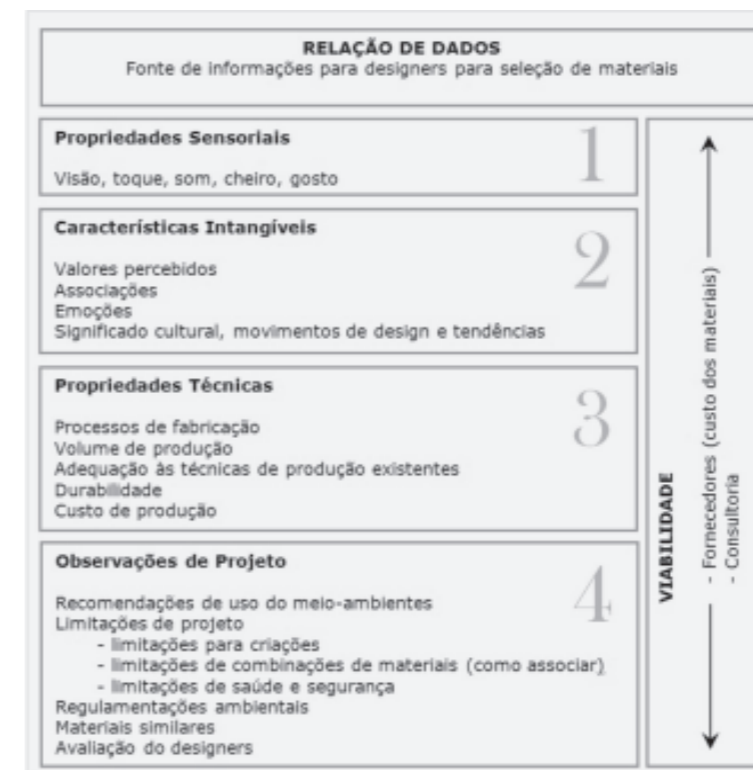 RELAÇÃO DE DADOS
Fonte de informações para designers para seleção de materiais
Propriedades Sensoriais
1
Visão, toque, som, cheiro, gosto
Características Intangíveis
2
Valores percebidos
Associações
Emoções
Significado cultural, movimentos de design e tendências
Propriedades Técnicas
3
Processos de fabricação
Volume de produção
Adequação às técnicas de produção existentes
Durabilidade
Custo de produção
Observações de Projeto
4
Recomendações de uso do meio-ambientes
Limitações de projeto
- limitações para criações
- limitações de combinações de materiais (como associar)
- limitações de saúde e segurança
Regulamentações ambientais
Materiais similares
Avaliação do designers
VIABILIDADE
- Fornecedores (custo dos materiais)
- Consultoria